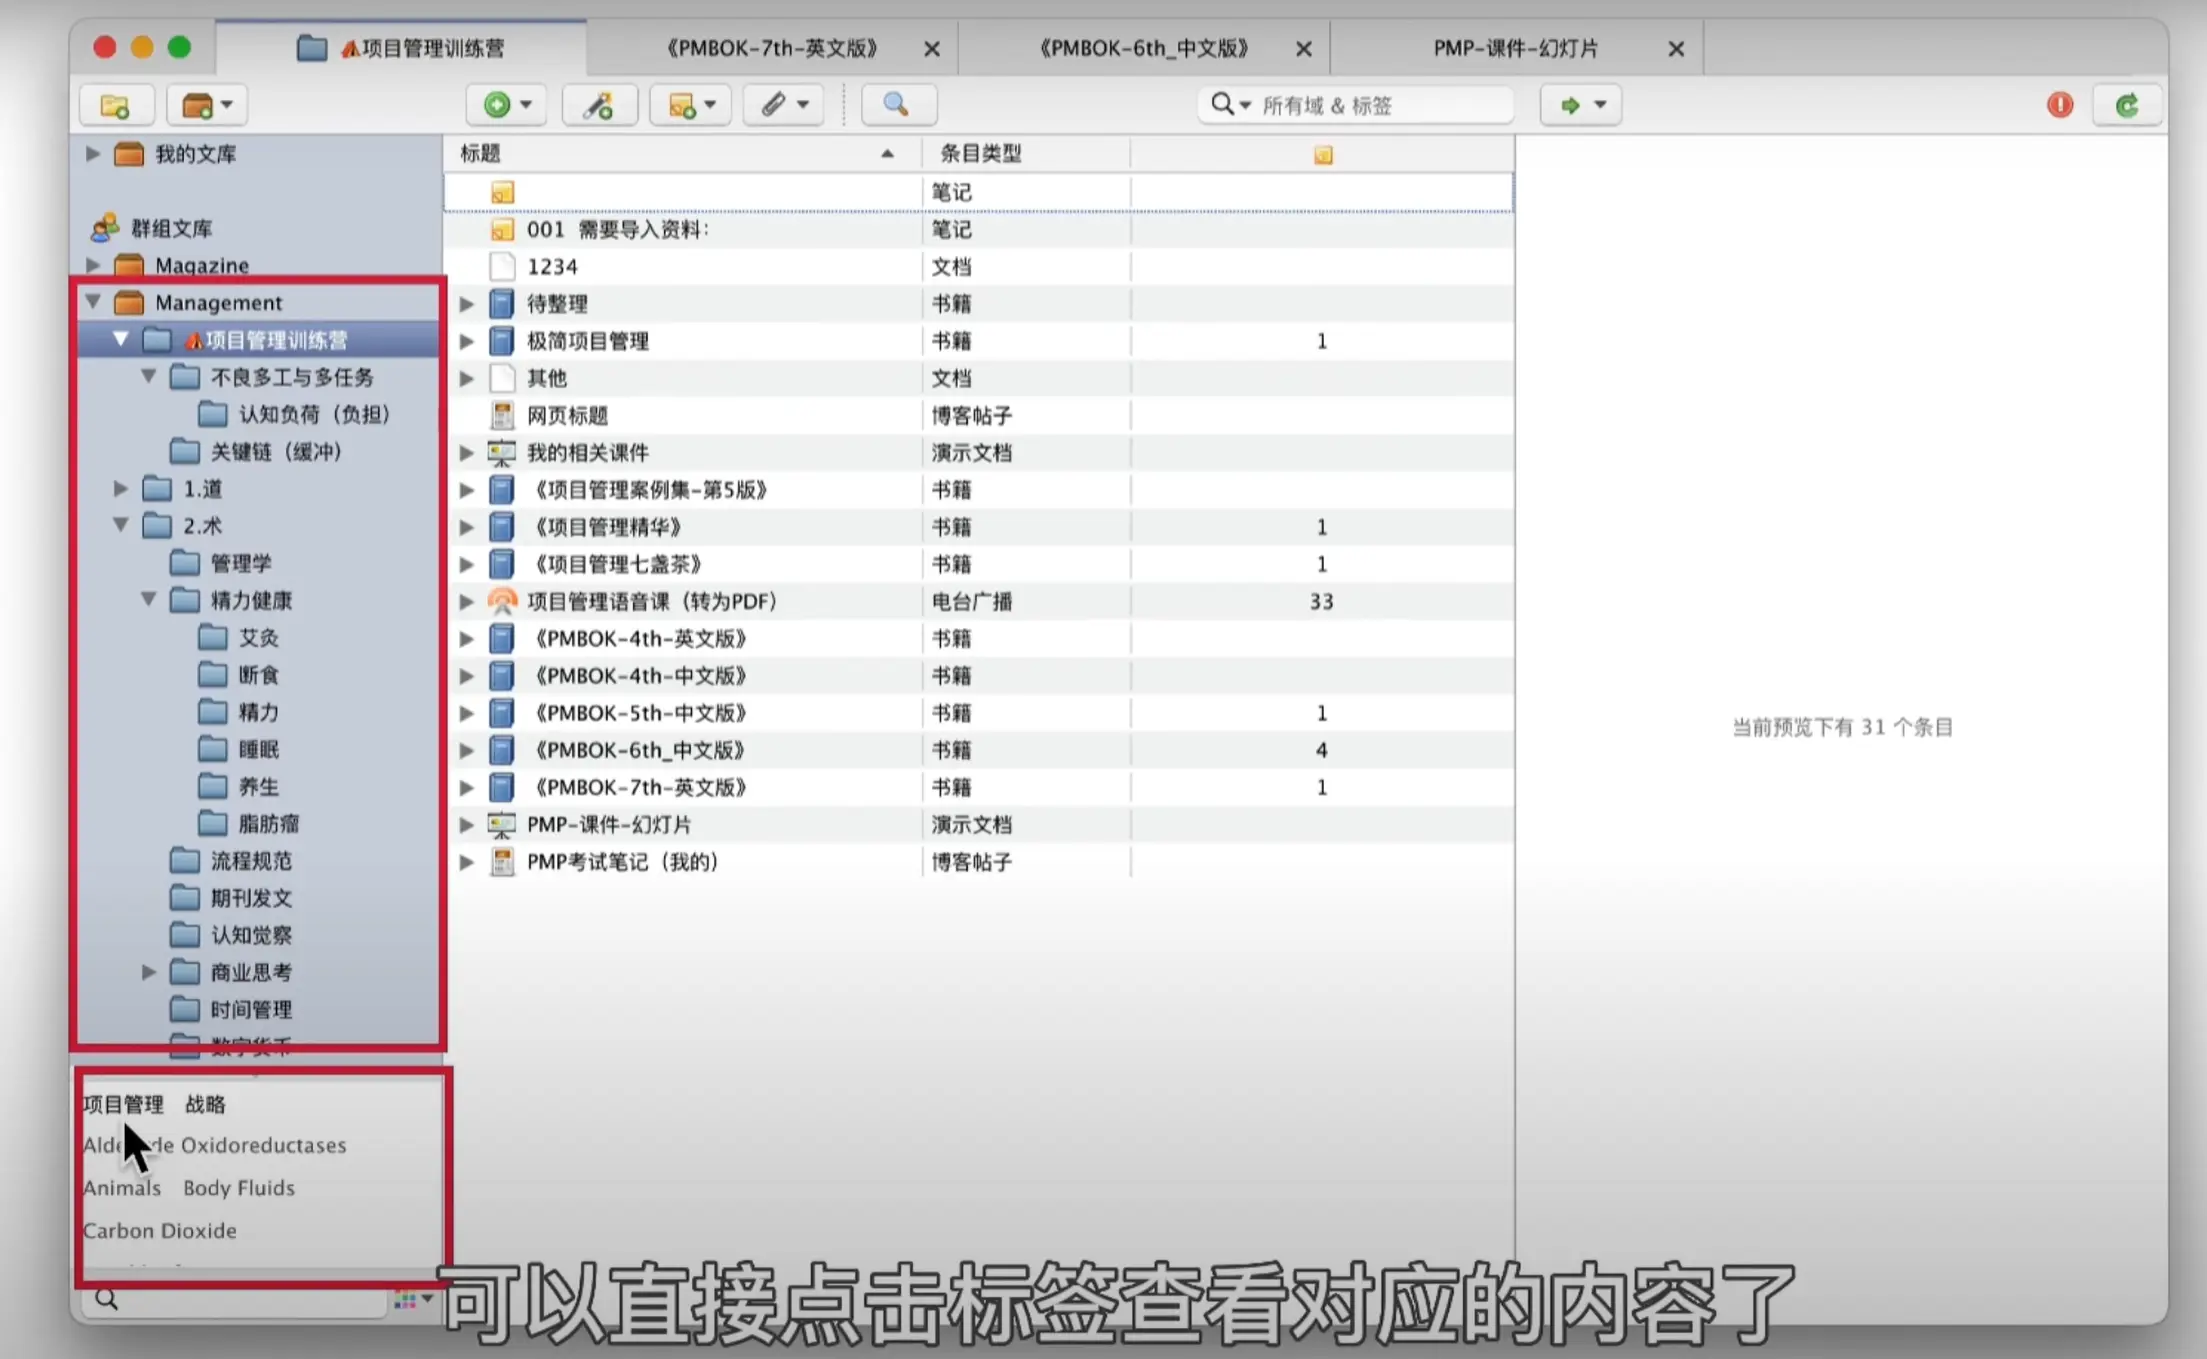 项目管理训练营
《PMBOK-7th-英文版》
《PMBOK-6th_中文版》
PMP-课件-幻灯片
所有域 & 标签
我的文库
群组文库
Magazine
Management
项目管理训练营
不良多工与多任务
认知负荷（负担）
关键链（缓冲）
1.道
2.术
管理学
精力健康
艾灸
断食
精力
睡眠
养生
脂肪瘤
流程规范
期刊发文
认知觉察
商业思考
时间管理
数字货币
项目管理 战略
Oxidoreductases
Animals Body Fluids
Carbon Dioxide
标题 条目类型
笔记
001 需要导入资料： 笔记
1234 文档
待整理 书籍
极简项目管理 书籍 1
其他 文档
网页标题 博客帖子
我的相关课件 演示文档
《项目管理案例集-第5版》 书籍
《项目管理精华》 书籍 1
《项目管理七盏茶》 书籍 1
项目管理语音课（转为PDF） 电台广播 33
《PMBOK-4th-英文版》 书籍
《PMBOK-4th-中文版》 书籍
《PMBOK-5th-中文版》 书籍 1
《PMBOK-6th_中文版》 书籍 4
《PMBOK-7th-英文版》 书籍 1
PMP-课件-幻灯片 演示文档
PMP考试笔记（我的） 博客帖子
当前预览下有 31 个条目
可以直接点击标签查看对应的内容了